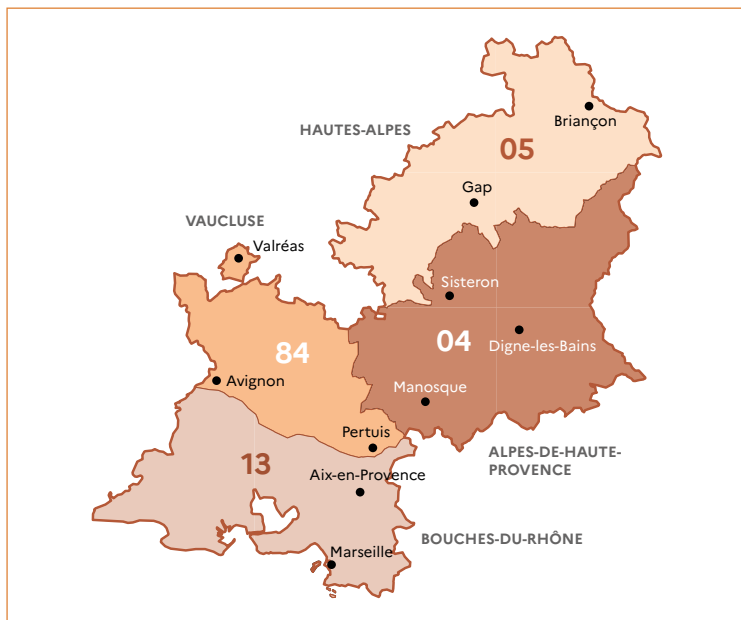 Briançon
HAUTES-ALPES
05
Gap
VAUCLUSE
Valréas
Sisteron
84
04
Digne-les-Bains
Avignon
Manosque
Pertuis
ALPES-DE-HAUTE-
PROVENCE
13
Aix-en-Provence
BOUCHES-DU-RHÔNE
Marseille